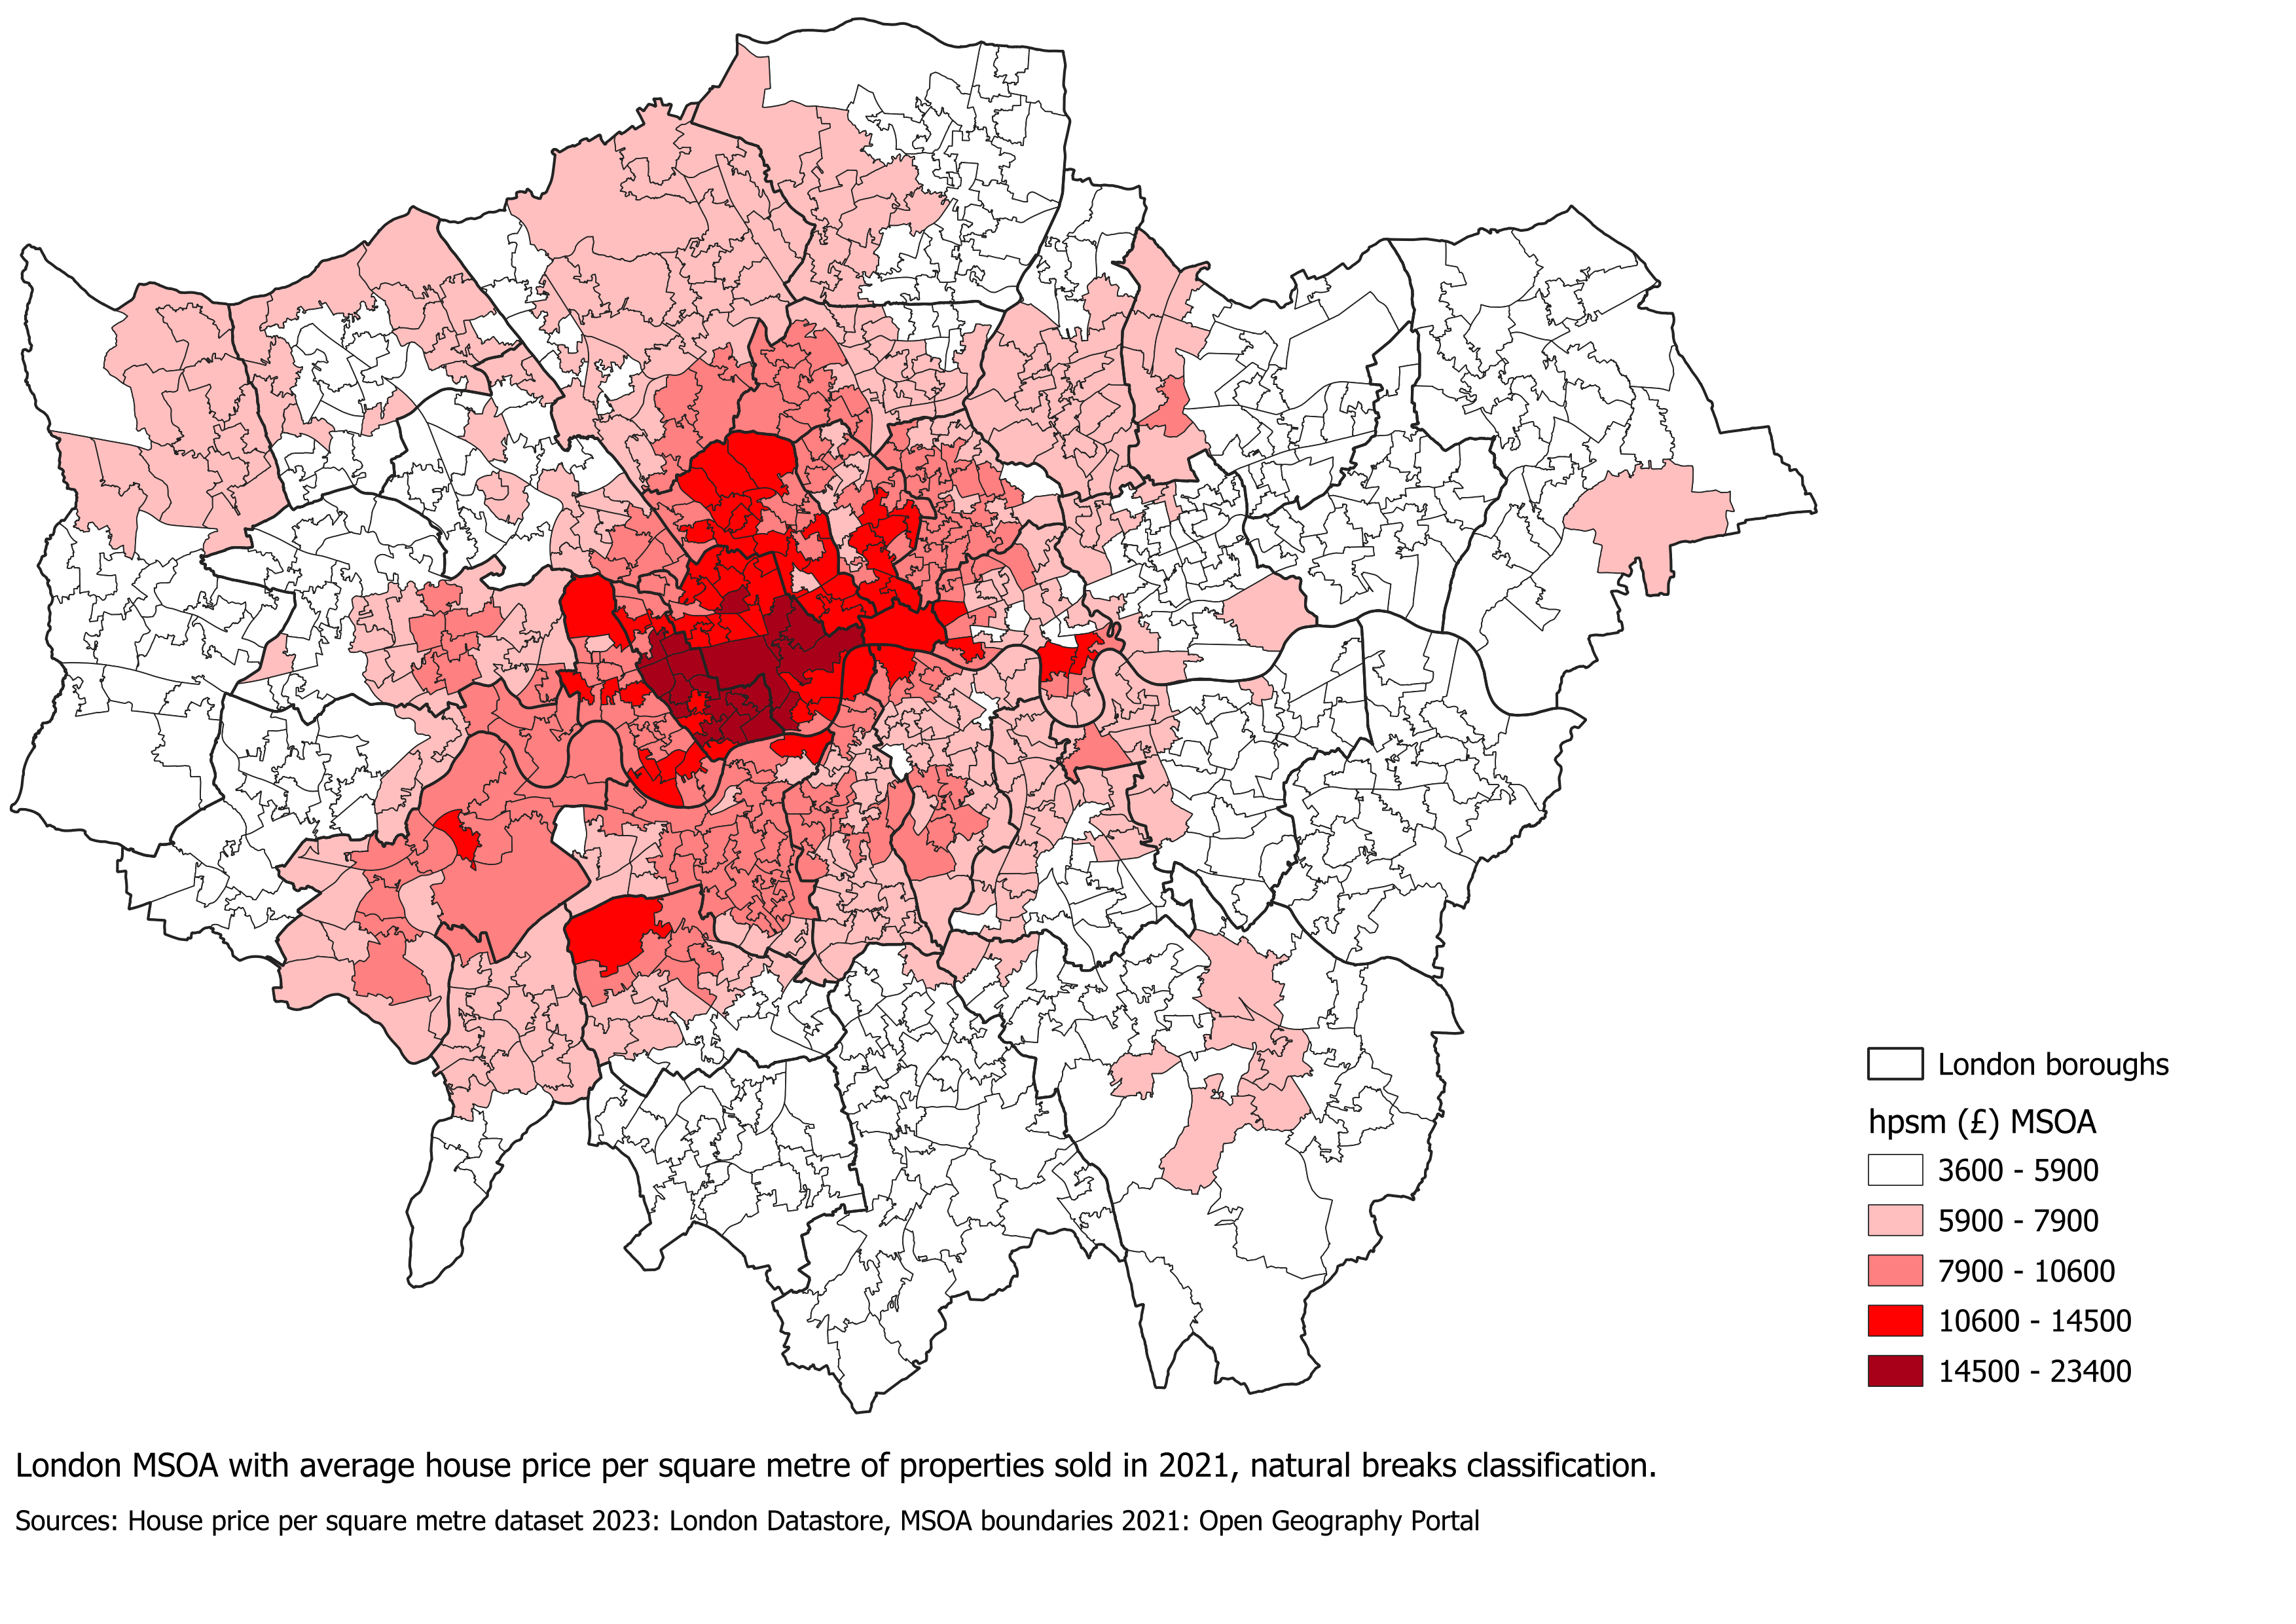 London boroughs
hpsm (£) MSOA
3600 - 5900
5900 - 7900
7900 - 10600
10600 - 14500
14500 - 23400
London MSOA with average house price per square metre of properties sold in 2021, natural breaks classification.
Sources: House price per square metre dataset 2023: London Datastore, MSOA boundaries 2021: Open Geography Portal